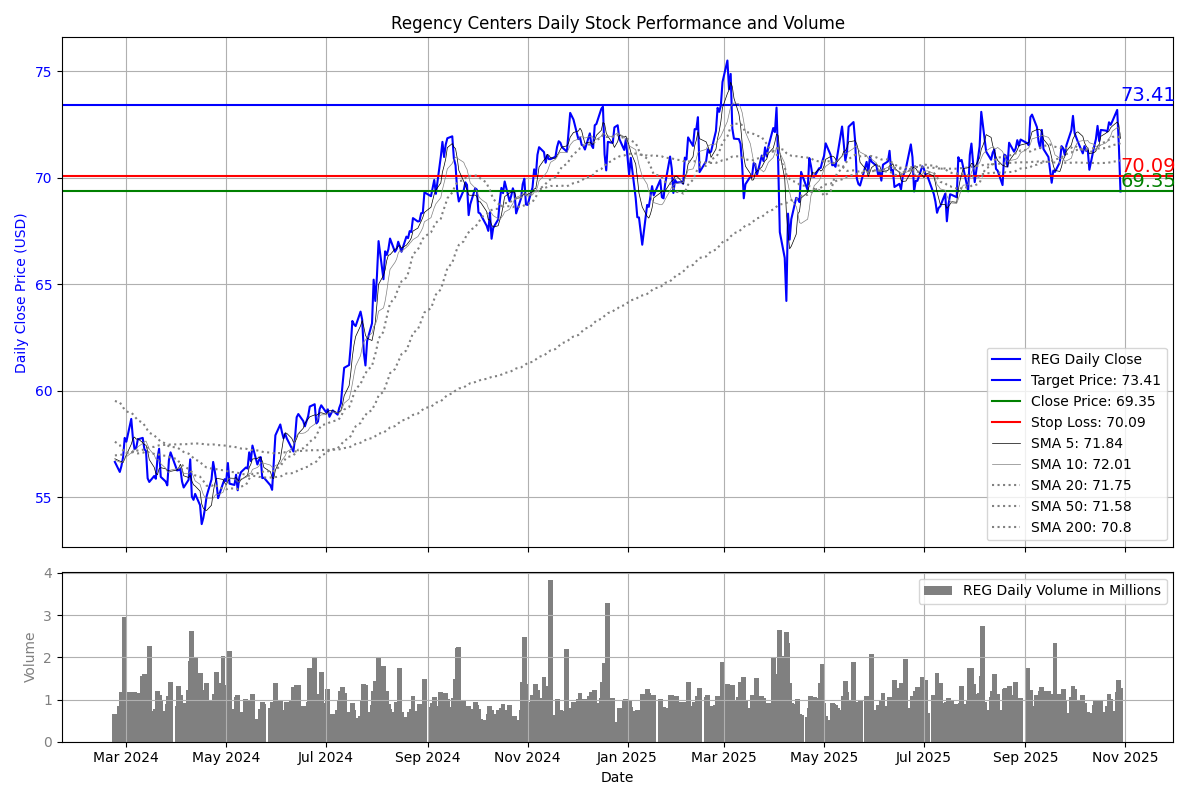 Regency Centers Daily Stock Performance and Volume
Daily Close Price (USD)
75
70
65
60
55
73.41
70.09
69.35
REG Daily Close
Target Price: 73.41
Close Price: 69.35
Stop Loss: 70.09
SMA 5: 71.84
SMA 10: 72.01
SMA 20: 71.75
SMA 50: 71.58
SMA 200: 70.8
Volume
4
3
2
1
0
REG Daily Volume in Millions
Mar 2024 May 2024 Jul 2024 Sep 2024 Nov 2024 Jan 2025 Mar 2025 May 2025 Jul 2025 Sep 2025 Nov 2025
Date